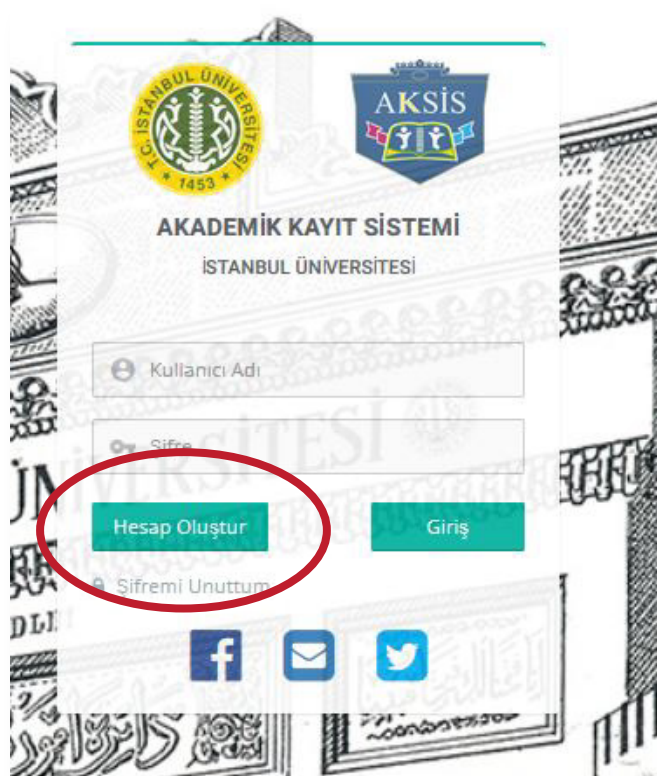 T.C. İSTANBUL ÜNİVERSİTESİ
1453
AKSİS
AKADEMİK KAYIT SİSTEMİ
İSTANBUL ÜNİVERSİTESİ
Kullanıcı Adı
Şifre
Hesap Oluştur
Giriş
Şifremi Unuttum